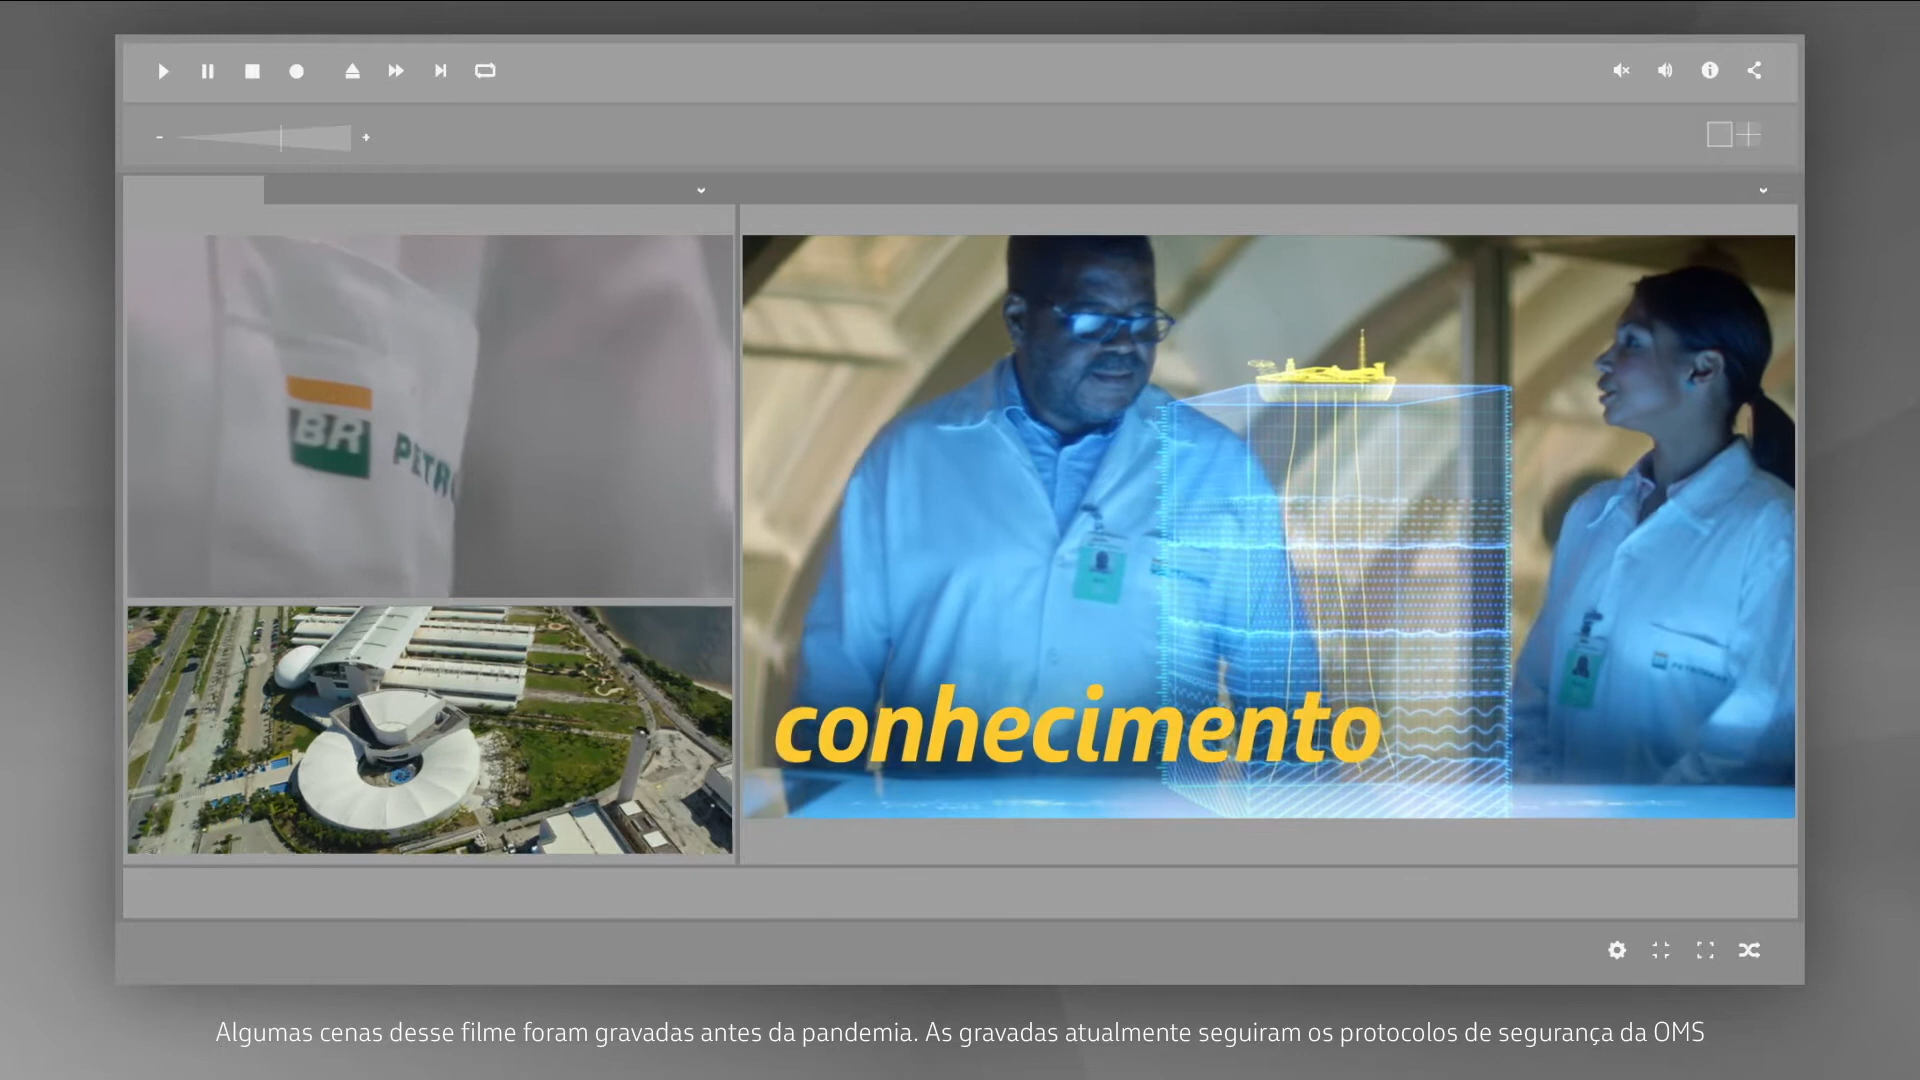 BR PETR
conhecimento
Algumas cenas desse filme foram gravadas antes da pandemia. As gravadas atualmente seguiram os protocolos de segurança da OMS